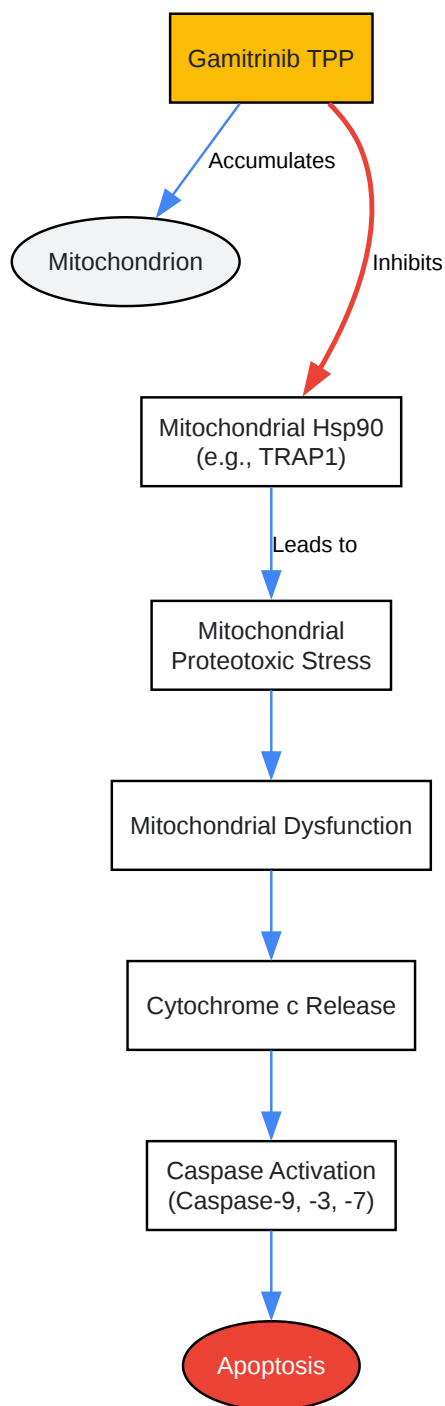 Gamitrinib TPP
Accumulates
Mitochondrion
Inhibits
Mitochondrial Hsp90
(e.g., TRAP1)
Leads to
Mitochondrial
Proteotoxic Stress
Mitochondrial Dysfunction
Cytochrome c Release
Caspase Activation
(Caspase-9, -3, -7)
Apoptosis